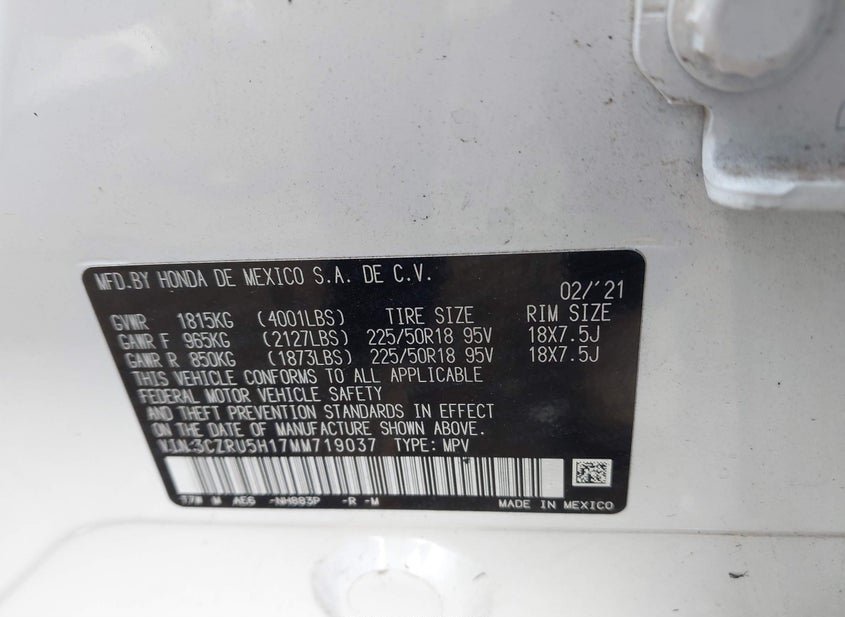 MFD.BY HONDA DE MEXICO S.A. DE C.V.
02/'21
GVWR 1815KG (4001LBS) TIRE SIZE RIM SIZE
GAWR F 965KG (2127LBS) 225/50R18 95V 18X7.5J
GAWR R 850KG (1873LBS) 225/50R18 95V 18X7.5J
THIS VEHICLE CONFORMS TO ALL APPLICABLE
FEDERAL MOTOR VEHICLE SAFETY
AND THEFT PREVENTION STANDARDS IN EFFECT
ON THE DATE OF MANUFACTURE SHOWN ABOVE.
V.I.N:3CZRU5H17MM719037 TYPE: MPV
AE6 -NH883P -R -M
MADE IN MEXICO